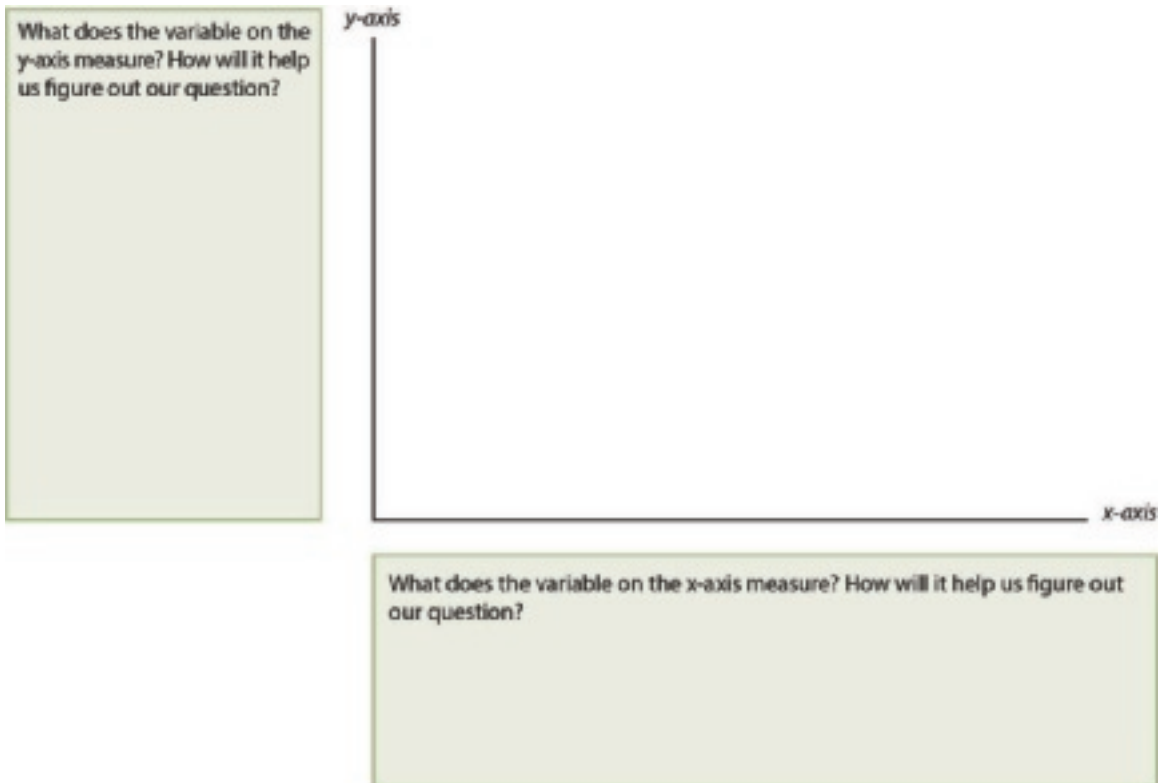 What does the variable on the
y-axis measure? How will it help
us figure out our question?
y-axis
x-axis
What does the variable on the x-axis measure? How will it help us figure out
our question?